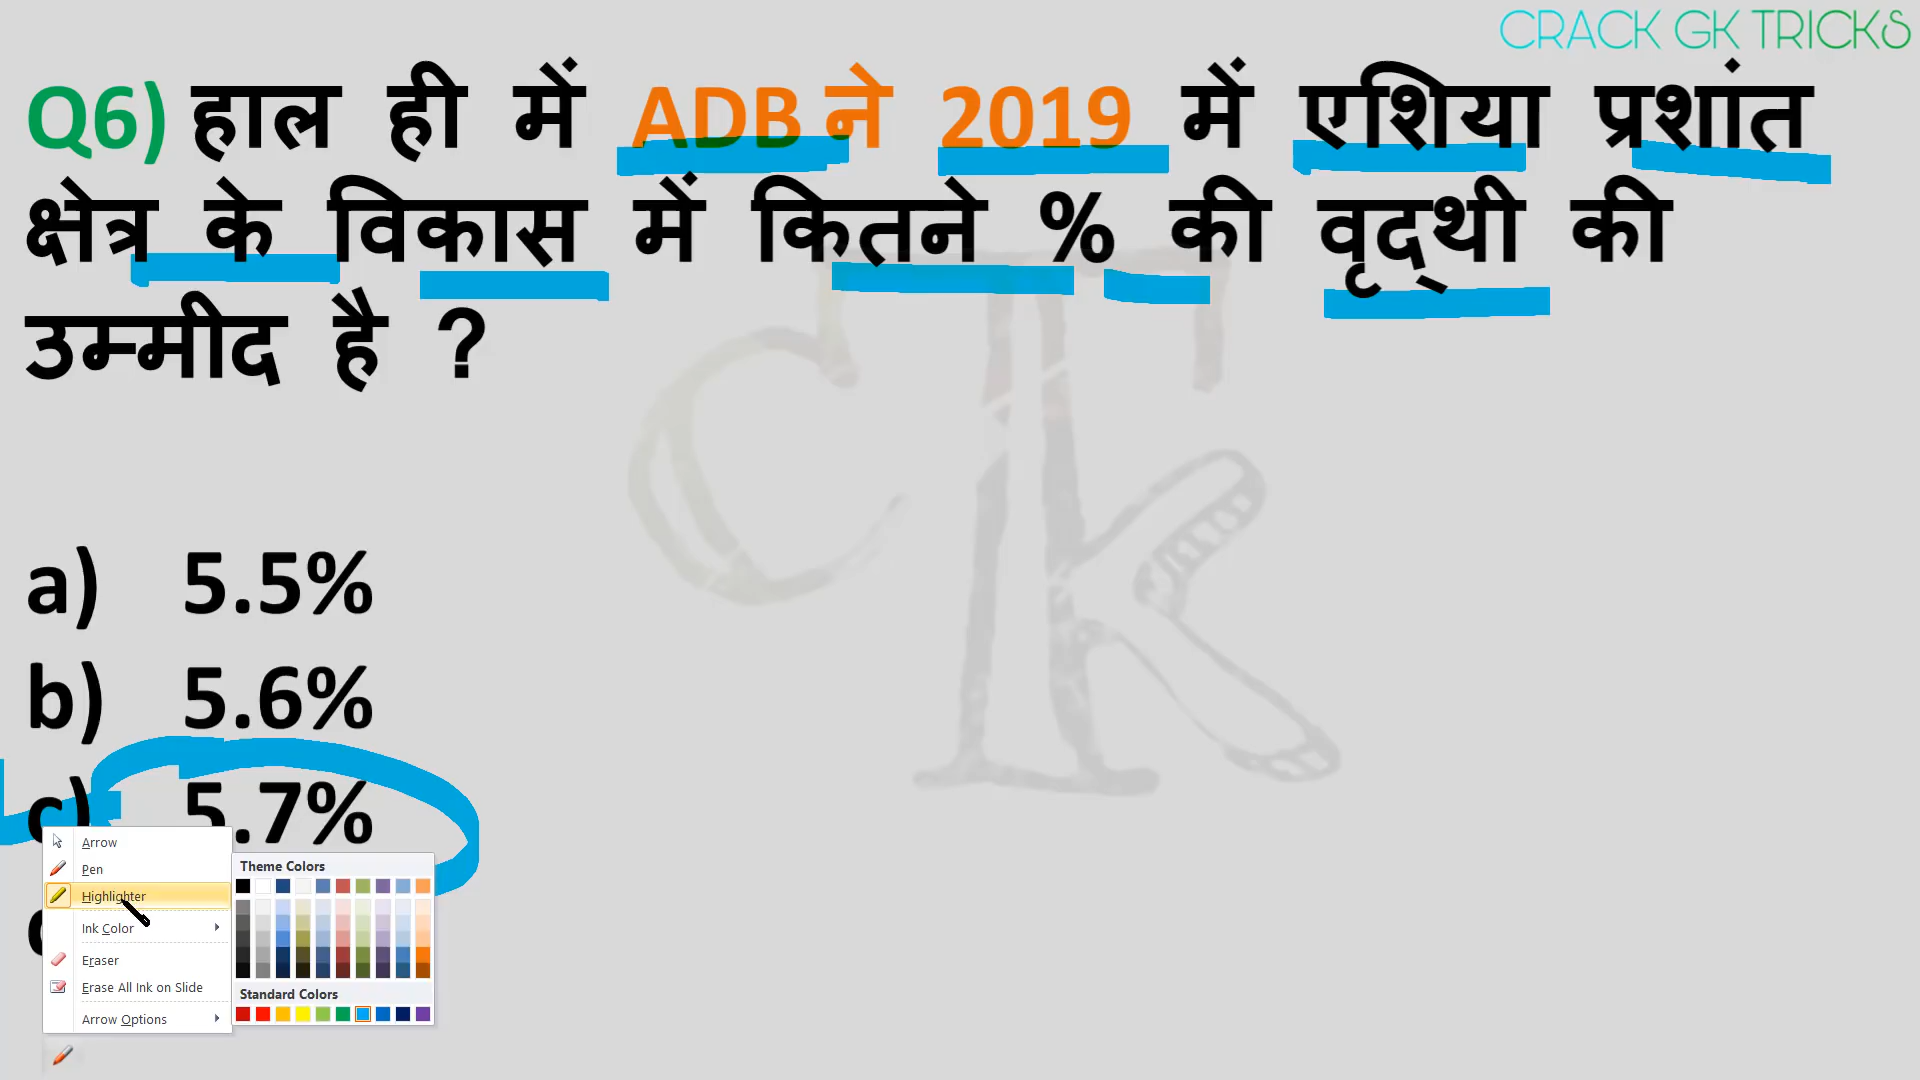 CRACK GK TRICKS
Q6) हाल ही में ADB ने 2019 में एशिया प्रशांत
क्षेत्र के विकास में कितने % की वृद्थी की
उम्मीद है ?
a) 5.5%
b) 5.6%
c) 5.7%
Arrow
Pen
Highlighter
Ink Color
Eraser
Erase All Ink on Slide
Arrow Options
Theme Colors
Standard Colors
CTK